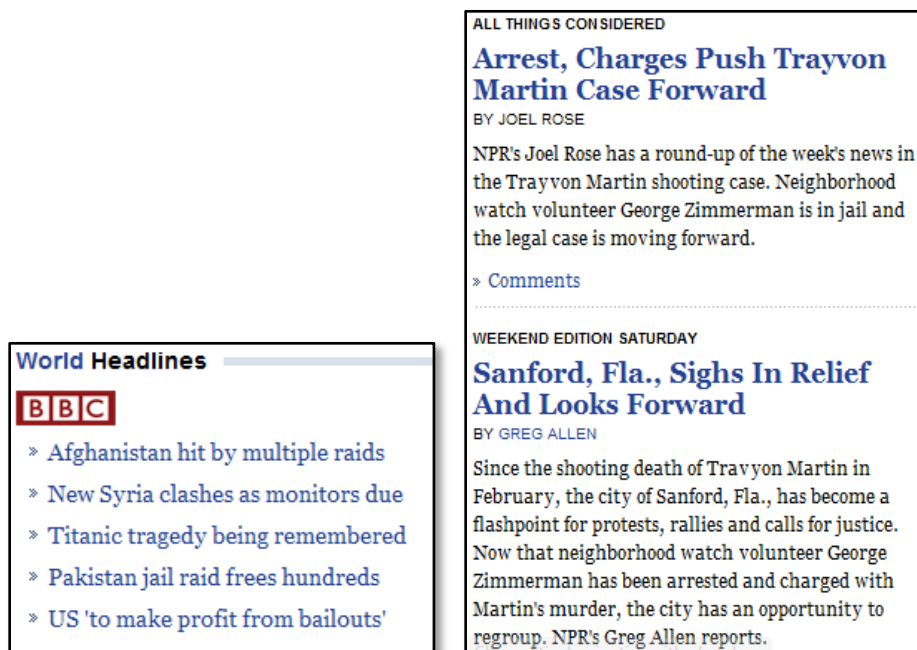 World Headlines
BBC
» Afghanistan hit by multiple raids
» New Syria clashes as monitors due
» Titanic tragedy being remembered
» Pakistan jail raid frees hundreds
» US 'to make profit from bailouts'
ALL THINGS CONSIDERED
Arrest, Charges Push Trayvon
Martin Case Forward
BY JOEL ROSE
NPR's Joel Rose has a round-up of the week's news in
the Trayvon Martin shooting case. Neighborhood
watch volunteer George Zimmerman is in jail and
the legal case is moving forward.
» Comments
WEEKEND EDITION SATURDAY
Sanford, Fla., Sighs In Relief
And Looks Forward
BY GREG ALLEN
Since the shooting death of Travyon Martin in
February, the city of Sanford, Fla., has become a
flashpoint for protests, rallies and calls for justice.
Now that neighborhood watch volunteer George
Zimmerman has been arrested and charged with
Martin's murder, the city has an opportunity to
regroup. NPR's Greg Allen reports.